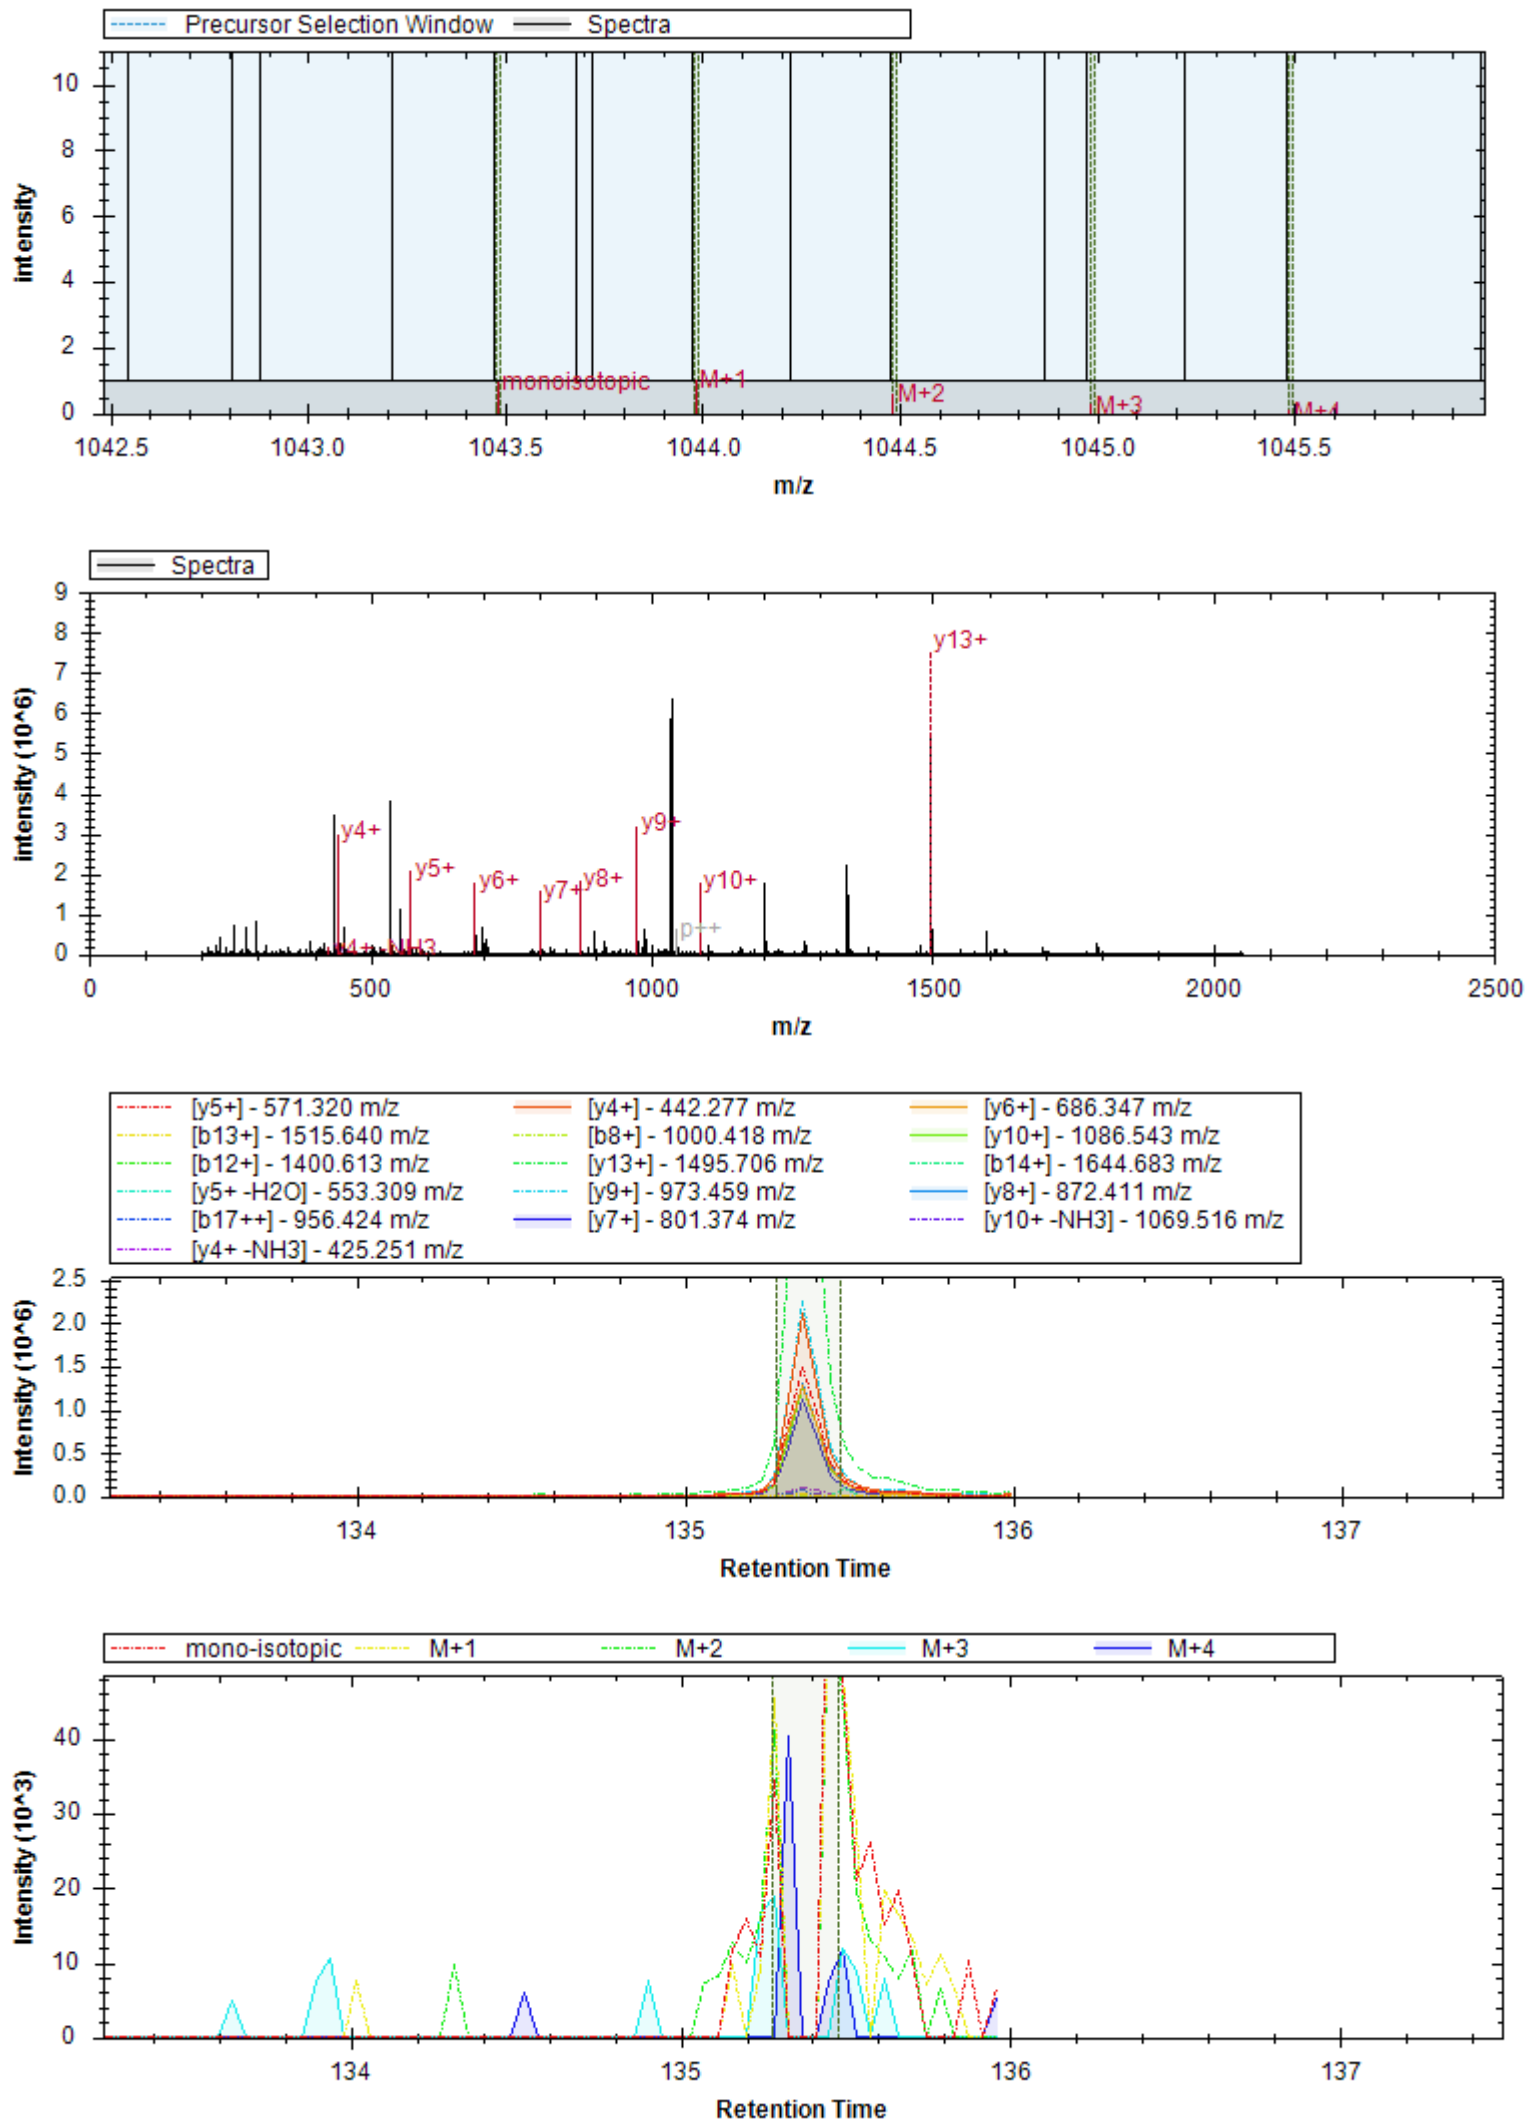 Precursor Selection Window Spectra
intensity
10
8
6
4
2
0
monoisotopic M+1 M+2 M+3 M+4
1042.5 1043.0 1043.5 1044.0 1044.5 1045.0 1045.5
m/z
Spectra
intensity (10^6)
9
8
7
6
5
4
3
2
1
0
y13+
y4+ y5+ y6+ y7+ y8+ y9+ y10+
p++
y4+ -NH3
0 500 1000 1500 2000 2500
m/z
[y5+] - 571.320 m/z [y4+] - 442.277 m/z [y6+] - 686.347 m/z
[b13+] - 1515.640 m/z [b8+] - 1000.418 m/z [y10+] - 1086.543 m/z
[b12+] - 1400.613 m/z [y13+] - 1495.706 m/z [b14+] - 1644.683 m/z
[y5+ -H2O] - 553.309 m/z [y9+] - 973.459 m/z [y8+] - 872.411 m/z
[b17++] - 956.424 m/z [y7+] - 801.374 m/z [y10+ -NH3] - 1069.516 m/z
[y4+ -NH3] - 425.251 m/z
Intensity (10^6)
2.5
2.0
1.5
1.0
0.5
0.0
134 135 136 137
Retention Time
mono-isotopic M+1 M+2 M+3 M+4
Intensity (10^3)
40
30
20
10
0
134 135 136 137
Retention Time